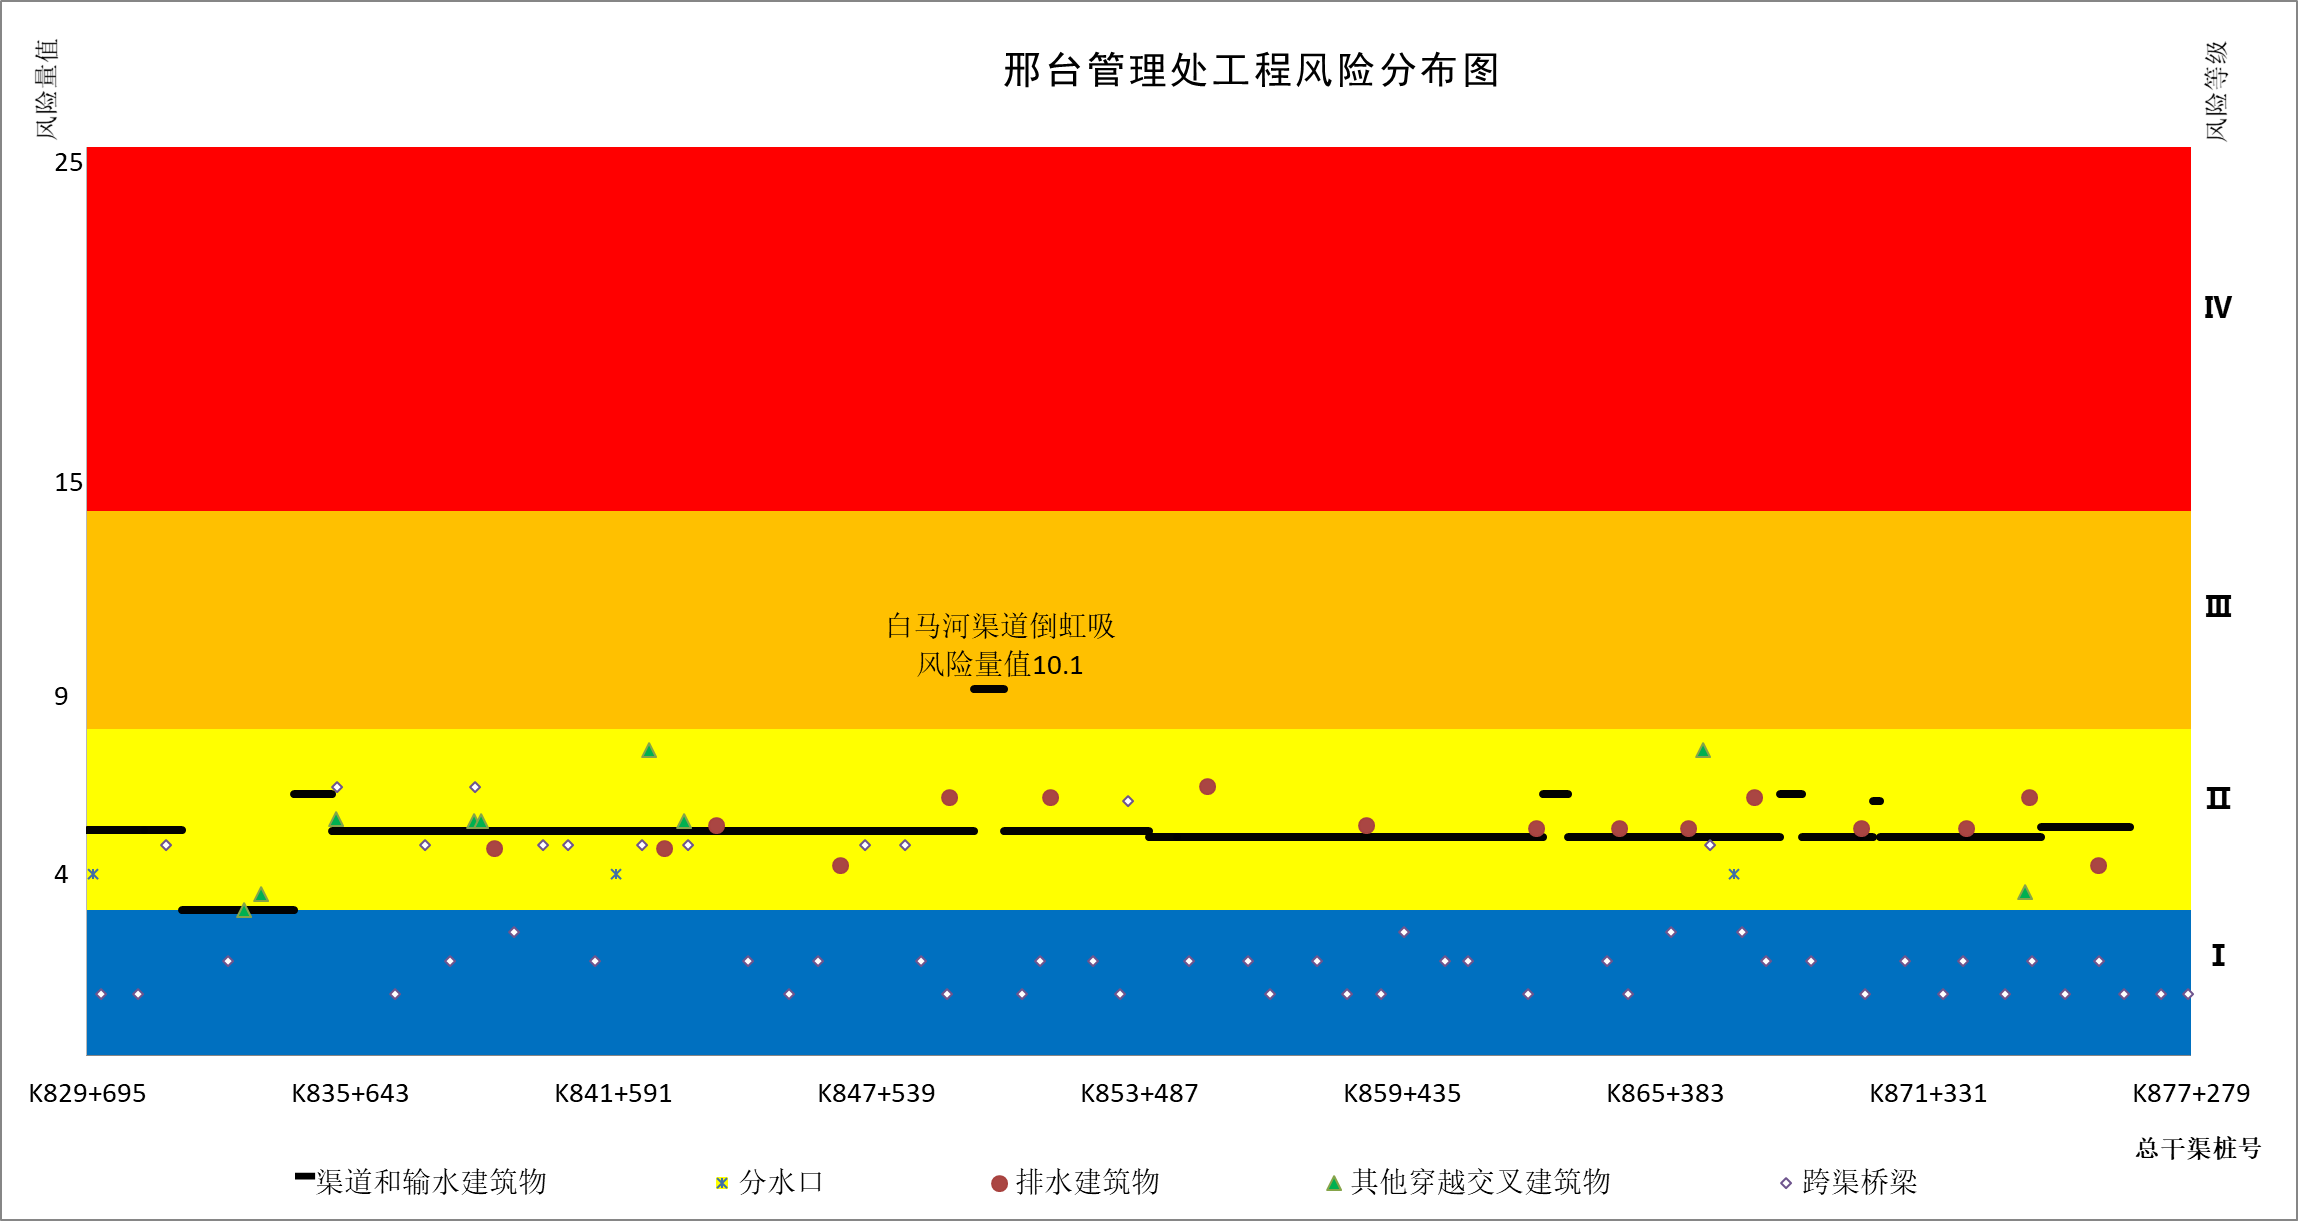 邢台管理处工程风险分布图
风险量值
风险等级
25
15
9
4
Ⅳ
Ⅲ
Ⅱ
Ⅰ
白马河渠道倒虹吸
风险量值10.1
K829+695 K835+643 K841+591 K847+539 K853+487 K859+435 K865+383 K871+331 K877+279
总干渠桩号
渠道和输水建筑物 分水口 排水建筑物 其他穿越交叉建筑物 跨渠桥梁